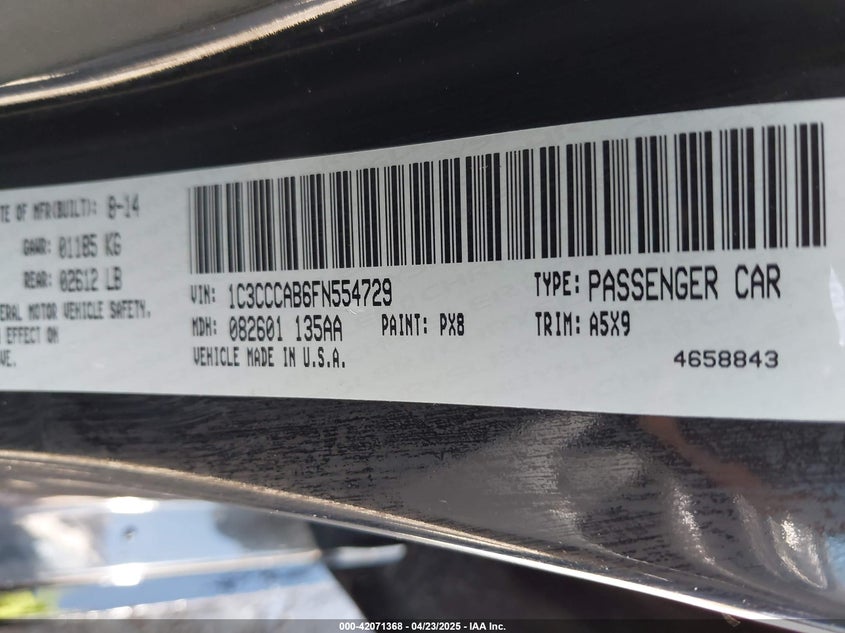 TE OF MFR(BUILT): 8-14
GAWR: 01185 KG
REAR: 02612 LB
ERAL MOTOR VEHICLE SAFETY.
EFFECT ON
VE.
VIN: 1C3CCCAB6FN554729
TYPE: PASSENGER CAR
MDH: 082601 135AA
PAINT: PX8
TRIM: A5X9
VEHICLE MADE IN U.S.A.
4658843
000-42071368 - 04/23/2025 - IAA Inc.